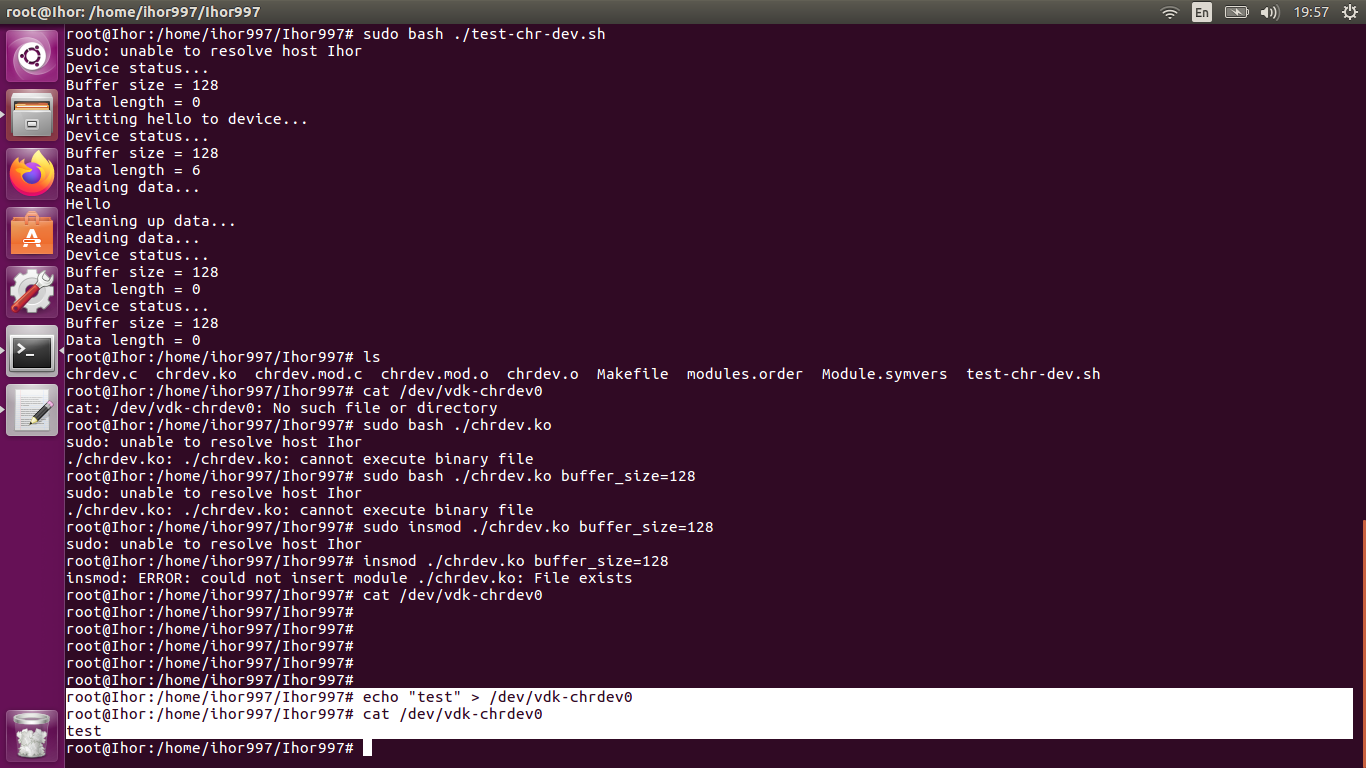 root@Ihor: /home/ihor997/Ihor997
En
19:57
root@Ihor:/home/ihor997/Ihor997# sudo bash ./test-chr-dev.sh
sudo: unable to resolve host Ihor
Device status...
Buffer size = 128
Data length = 0
Writting hello to device...
Device status...
Buffer size = 128
Data length = 6
Reading data...
Hello
Cleaning up data...
Reading data...
Device status...
Buffer size = 128
Data length = 0
Device status...
Buffer size = 128
Data length = 0
root@Ihor:/home/ihor997/Ihor997# ls
chrdev.c  chrdev.ko  chrdev.mod.c  chrdev.mod.o  chrdev.o  Makefile  modules.order  Module.symvers  test-chr-dev.sh
root@Ihor:/home/ihor997/Ihor997# cat /dev/vdk-chrdev0
cat: /dev/vdk-chrdev0: No such file or directory
root@Ihor:/home/ihor997/Ihor997# sudo bash ./chrdev.ko
sudo: unable to resolve host Ihor
./chrdev.ko: ./chrdev.ko: cannot execute binary file
root@Ihor:/home/ihor997/Ihor997# sudo bash ./chrdev.ko buffer_size=128
sudo: unable to resolve host Ihor
./chrdev.ko: ./chrdev.ko: cannot execute binary file
root@Ihor:/home/ihor997/Ihor997# sudo insmod ./chrdev.ko buffer_size=128
sudo: unable to resolve host Ihor
root@Ihor:/home/ihor997/Ihor997# insmod ./chrdev.ko buffer_size=128
insmod: ERROR: could not insert module ./chrdev.ko: File exists
root@Ihor:/home/ihor997/Ihor997# cat /dev/vdk-chrdev0
root@Ihor:/home/ihor997/Ihor997#
root@Ihor:/home/ihor997/Ihor997#
root@Ihor:/home/ihor997/Ihor997#
root@Ihor:/home/ihor997/Ihor997#
root@Ihor:/home/ihor997/Ihor997#
root@Ihor:/home/ihor997/Ihor997# echo "test" > /dev/vdk-chrdev0
root@Ihor:/home/ihor997/Ihor997# cat /dev/vdk-chrdev0
test
root@Ihor:/home/ihor997/Ihor997#